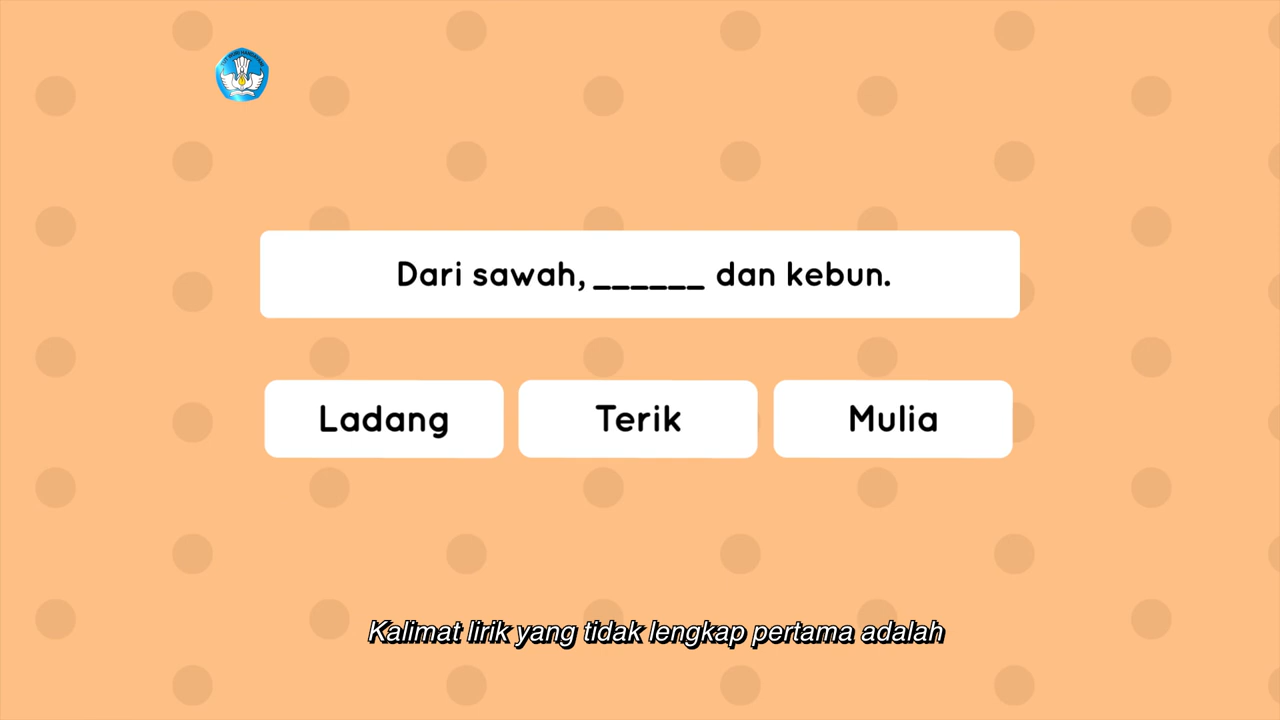 Dari sawah, ______ dan kebun.
Ladang
Terik
Mulia
Kalimat lirik yang tidak lengkap pertama adalah